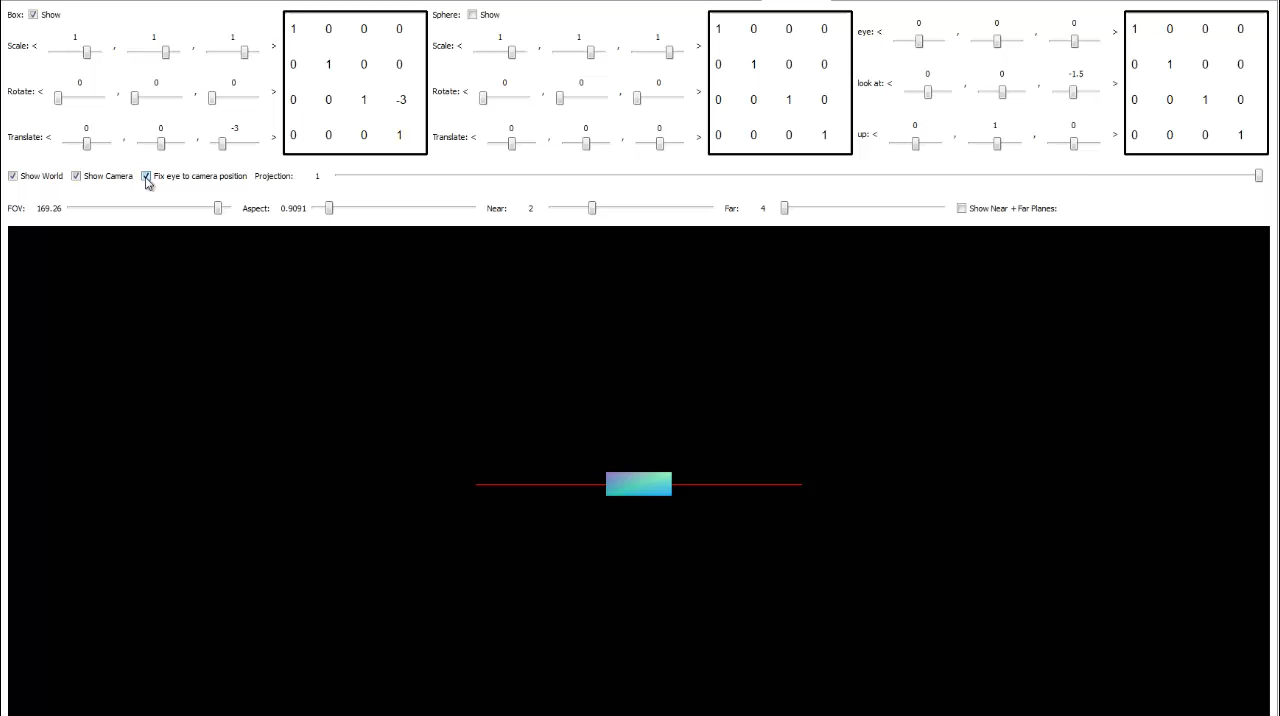 Box: Show
Scale: < 1 , 1 , 1 >
Rotate: < 0 , 0 , 0 >
Translate: < 0 , 0 , -3 >
1 0 0 0
0 1 0 0
0 0 1 -3
0 0 0 1
Sphere: Show
Scale: < 1 , 1 , 1 >
Rotate: < 0 , 0 , 0 >
Translate: < 0 , 0 , 0 >
1 0 0 0
0 1 0 0
0 0 1 0
0 0 0 1
eye: < 0 , 0 , 0 >
look at: < 0 , 0 , -1.5 >
up: < 0 , 1 , 0 >
1 0 0 0
0 1 0 0
0 0 1 0
0 0 0 1
Show World Show Camera Fix eye to camera position Projection: 1
FOV: 169.26 Aspect: 0.9091 Near: 2 Far: 4 Show Near + Far Planes: